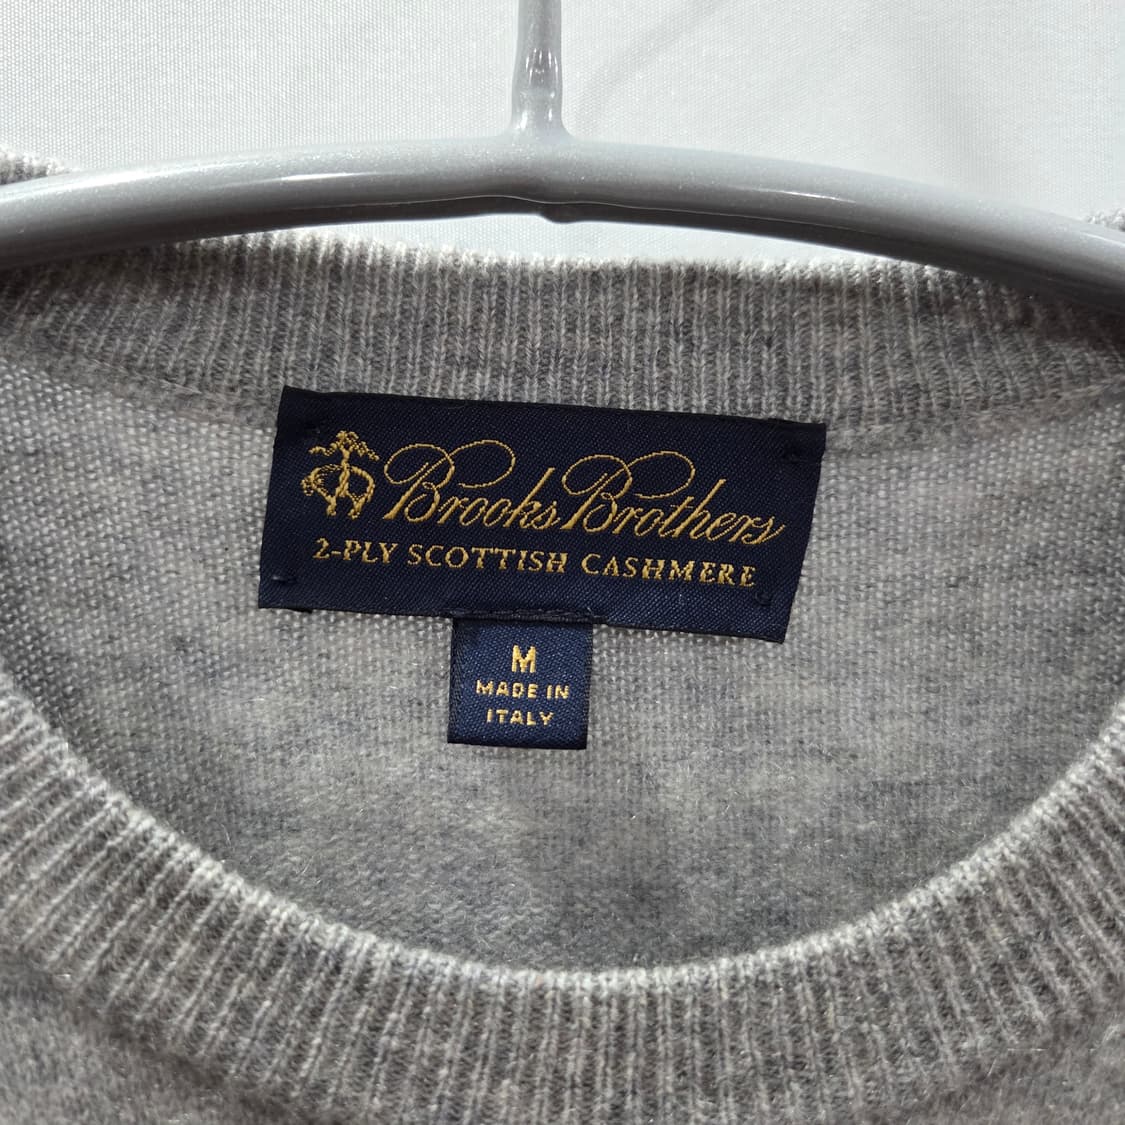 Brooks Brothers
2-PLY SCOTTISH CASHMERE
M
MADE IN
ITALY